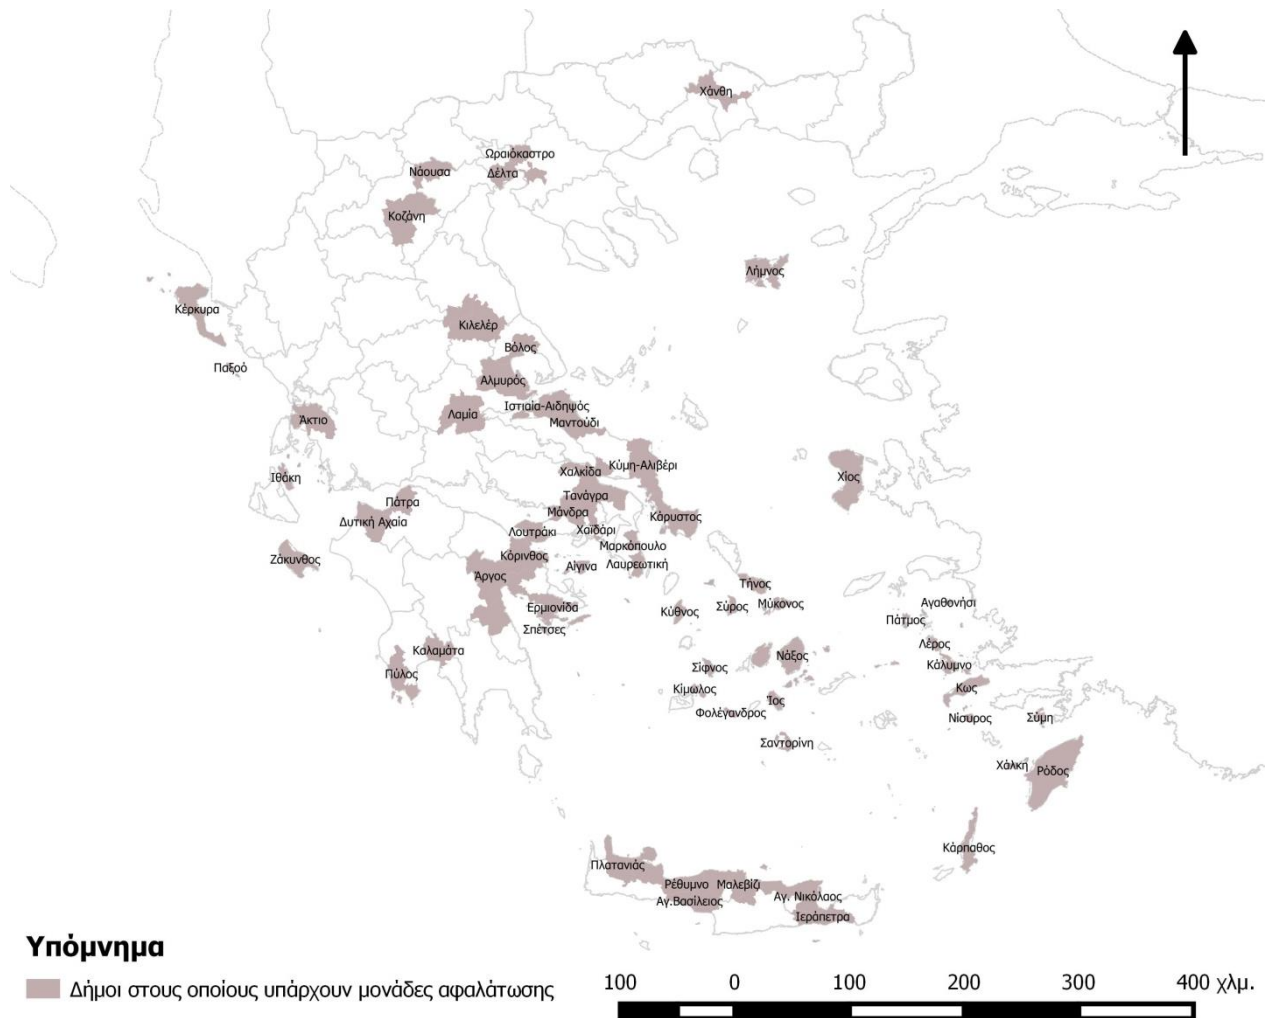 Χάνθη
Ωραιόκαστρο
Νάουσα
Δέλτα
Κοζάνη
Λήμνος
Κέρκυρα
Κιλελέρ
Βόλος
Παξοό
Αλμυρός
Ιστιαία-Αιδηψός
Λαμία
Άκτιο
Μαντούδι
Κύμη-Αλιβέρι
Χαλκίδα
Ιθάκη
Χίος
Τανάγρα
Πάτρα
Μάνδρα
Κάρυστος
Δυτική Αχαία
Λουτράκι
Χαϊδάρι
Μαρκόπουλο
Κόρινθος
Ζάκυνθος
Αίγινα
Λαυρεωτική
Άργος
Τήνος
Ερμιονίδα
Σύρος
Μύκονος
Αγαθονήσι
Κύθνος
Πάτμος
Σπέτσες
Λέρος
Καλαμάτα
Νάξος
Κάλυμνο
Σίφνος
Πύλος
Κως
Κίμωλος
Ίος
Φολέγανδρος
Νίσυρος
Σύμη
Σαντορίνη
Χάλκη
Ρόδος
Κάρπαθος
Πλατανιάς
Ρέθυμνο
Μαλεβίζι
Αγ. Νικόλαος
Αγ.Βασίλειος
Ιεράπετρα
Υπόμνημα
Δήμοι στους οποίους υπάρχουν μονάδες αφαλάτωσης
100 0 100 200 300 400 χλμ.